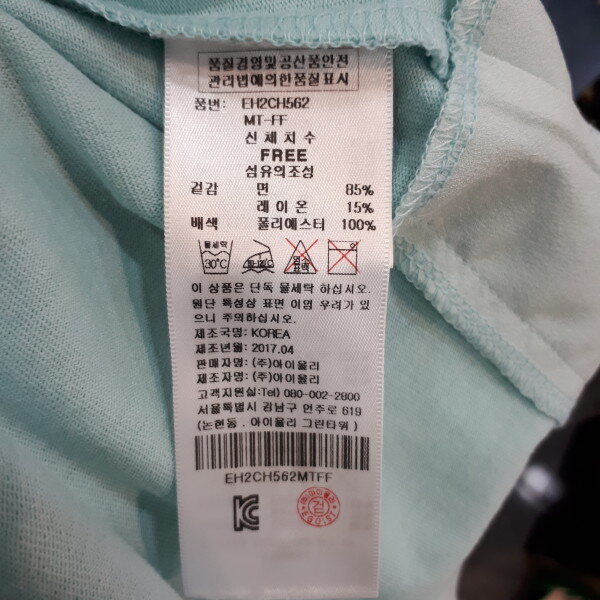 품질경영및공산품안전
관리법에의한품질표시
품번: EH2CH562
MT-FF
신체치수
FREE
섬유의조성
겉감 면 85%
레이온 15%
배색 폴리에스터 100%
물세탁
30℃
이 상품은 단독 물세탁 하십시오.
원단 특성상 표면 이염 우려가 있
으니 주의하십시오.
제조국명: KOREA
제조년월: 2017.04
판매자명: (주)아이올리
제조자명: (주)아이올리
고객지원실:Tel) 080-002-2800
서울특별시 강남구 언주로 619
(논현동 . 아이올리 그린타워 )
EH2CH562MTFF
(주)아이올리
검
EGOIST